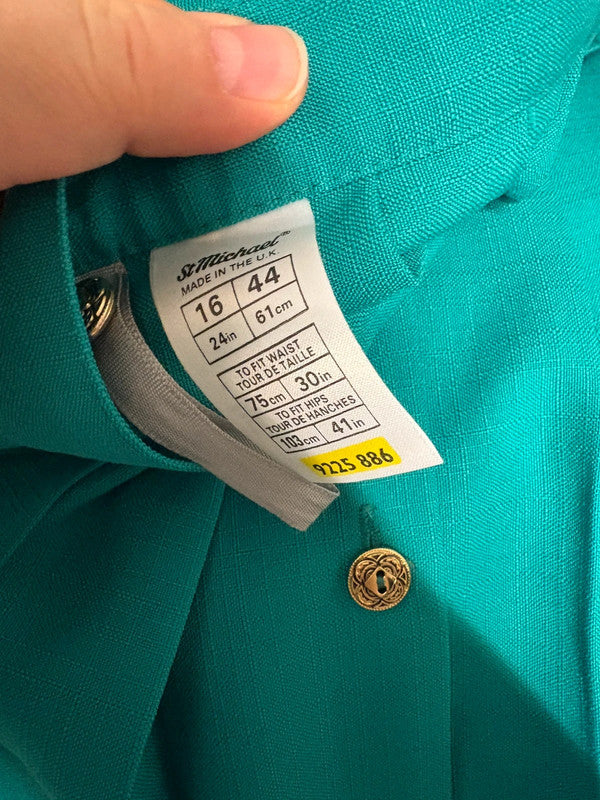 St Michael®
MADE IN THE U.K.
16 44
24in 61cm
TO FIT WAIST
TOUR DE TAILLE
75cm 30in
TO FIT HIPS
TOUR DE HANCHES
103cm 41in
9225 886